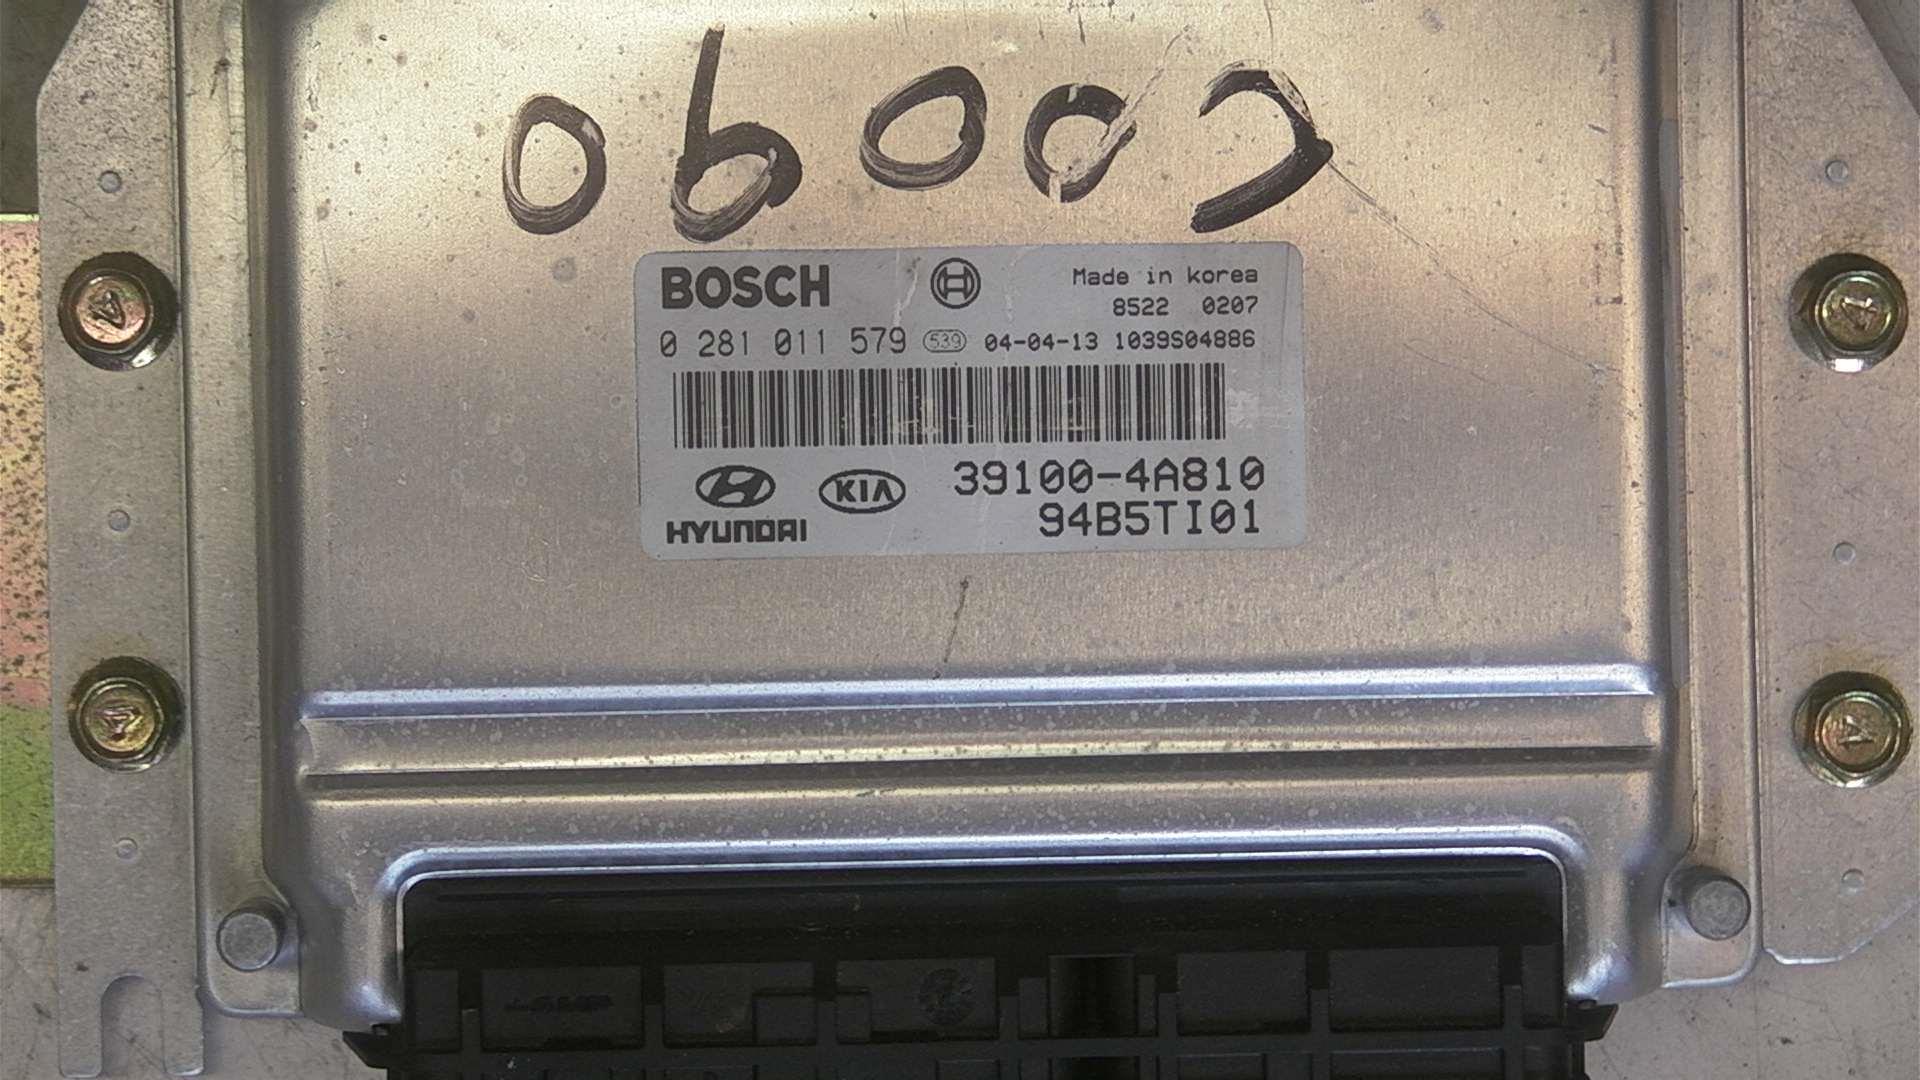 06002
BOSCH
Made in korea
8522 0207
0 281 011 579 539 04-04-13 1039S04886
HYUNDAI KIA 39100-4A810
94B5TI01